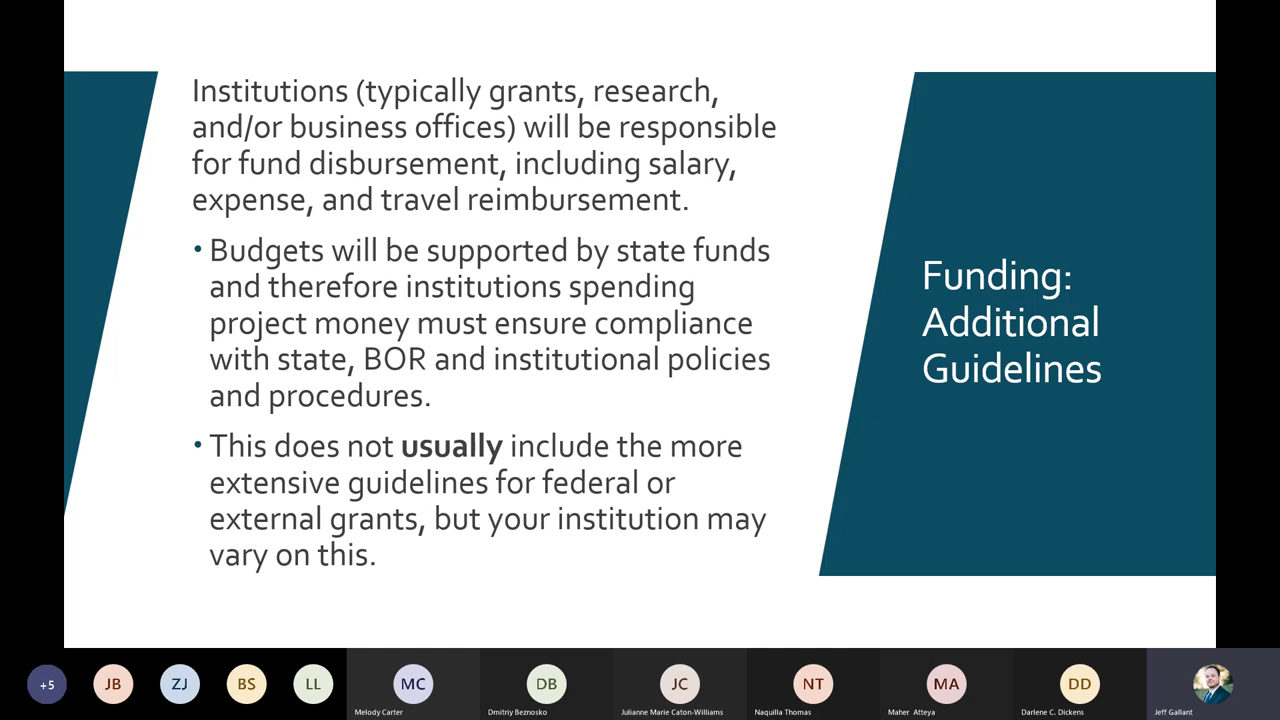 Institutions (typically grants, research,
and/or business offices) will be responsible
for fund disbursement, including salary,
expense, and travel reimbursement.
• Budgets will be supported by state funds
and therefore institutions spending
project money must ensure compliance
with state, BOR and institutional policies
and procedures.
• This does not usually include the more
extensive guidelines for federal or
external grants, but your institution may
vary on this.
Funding:
Additional
Guidelines
+5
JB
ZJ
BS
LL
MC
Melody Carter
DB
Dmitriy Beznosko
JC
Julianne Marie Caton-Williams
NT
Naquilla Thomas
MA
Maher Atteya
DD
Darlene C. Dickens
Jeff Gallant